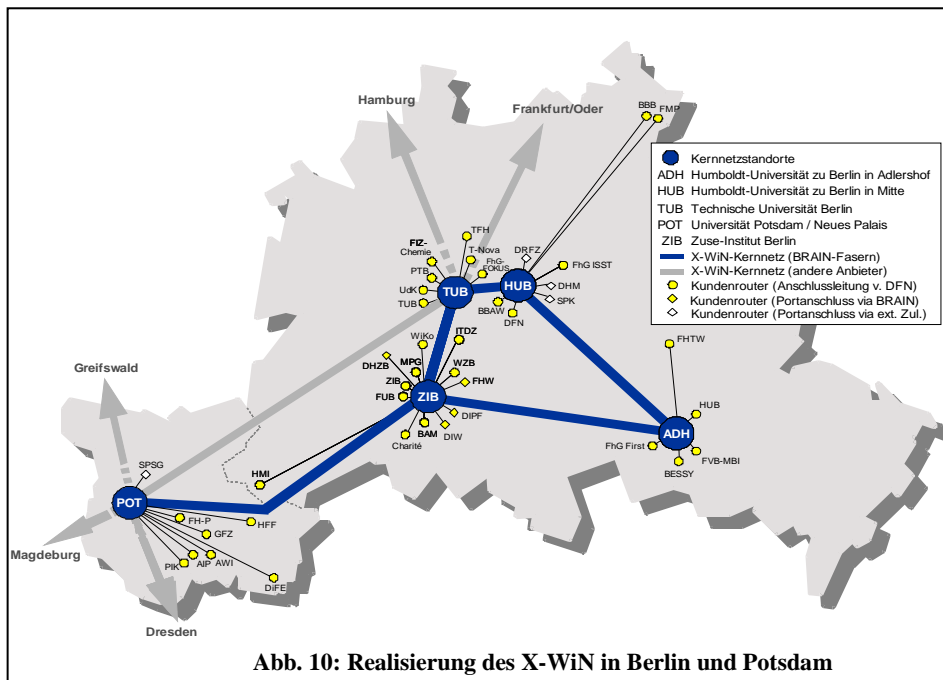 Hamburg
Frankfurt/Oder
BBB
FMP
Kernnetzstandorte
ADH Humboldt-Universität zu Berlin in Adlershof
HUB Humboldt-Universität zu Berlin in Mitte
TUB Technische Universität Berlin
POT Universität Potsdam / Neues Palais
ZIB Zuse-Institut Berlin
X-WiN-Kernnetz (BRAIN-Fasern)
X-WiN-Kernnetz (andere Anbieter)
Kundenrouter (Anschlussleitung v. DFN)
Kundenrouter (Portanschluss via BRAIN)
Kundenrouter (Portanschluss via ext. Zul.)
TFH
FIZ-
Chemie
T-Nova
FhG-
FOKUS
DRFZ
FhG ISST
PTB
UdK
TUB
TUB
HUB
DHM
SPK
BBAW
DFN
WiKo
ITDZ
DHZB
MPG
WZB
ZIB
FHW
FUB
ZIB
DIPF
BAM
DIW
Charité
FHTW
HUB
ADH
FhG First
FVB-MBI
BESSY
Greifswald
SPSG
HMI
POT
FH-P
HFF
GFZ
Magdeburg
PIK
AIP
AWI
DiFE
Dresden
Abb. 10: Realisierung des X-WiN in Berlin und Potsdam